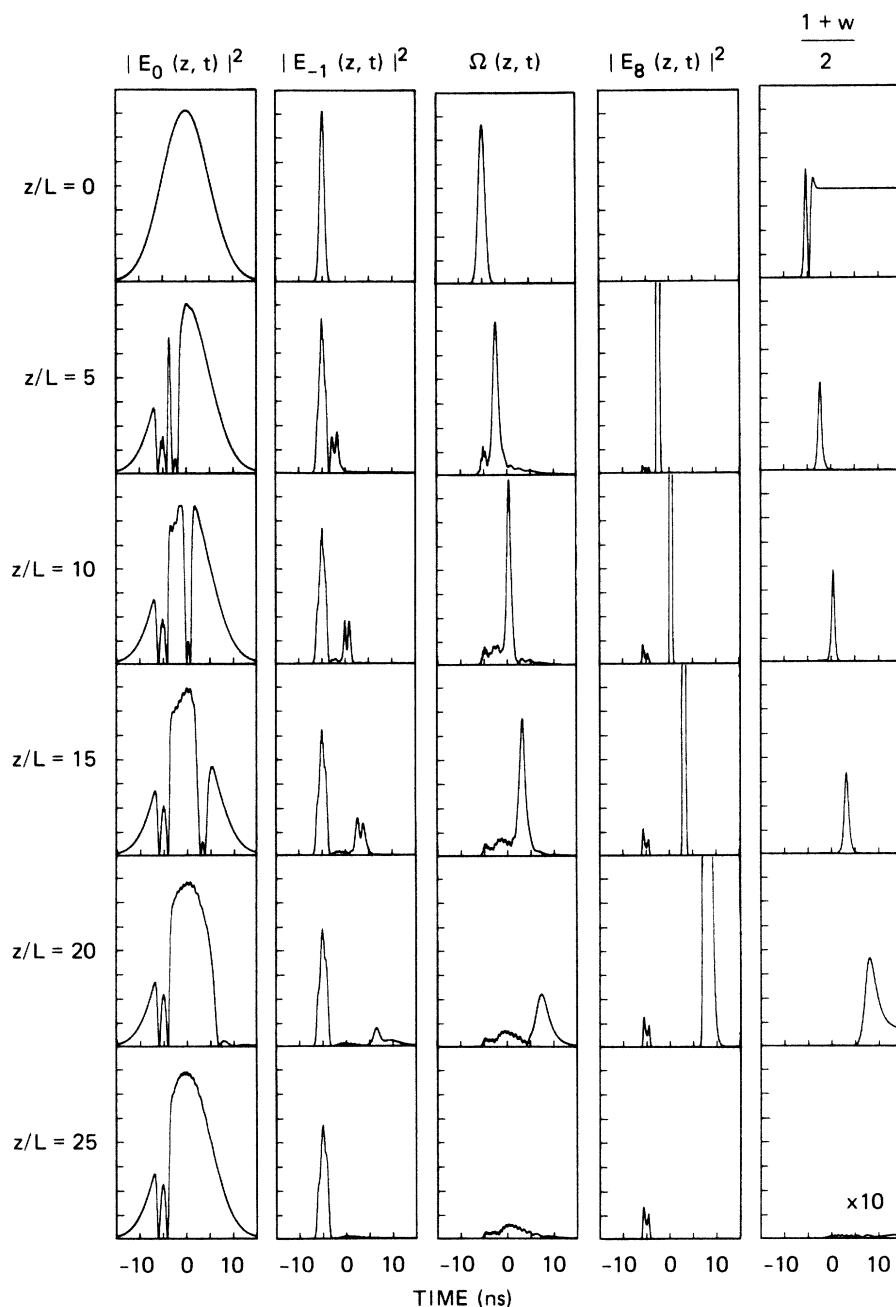 | E₀ (z, t) |²
| E₋₁ (z, t) |²
Ω (z, t)
| E₈ (z, t) |²
1 + w
2
z/L = 0
z/L = 5
z/L = 10
z/L = 15
z/L = 20
z/L = 25
x10
-10 0 10
-10 0 10
-10 0 10
-10 0 10
-10 0 10
TIME (ns)